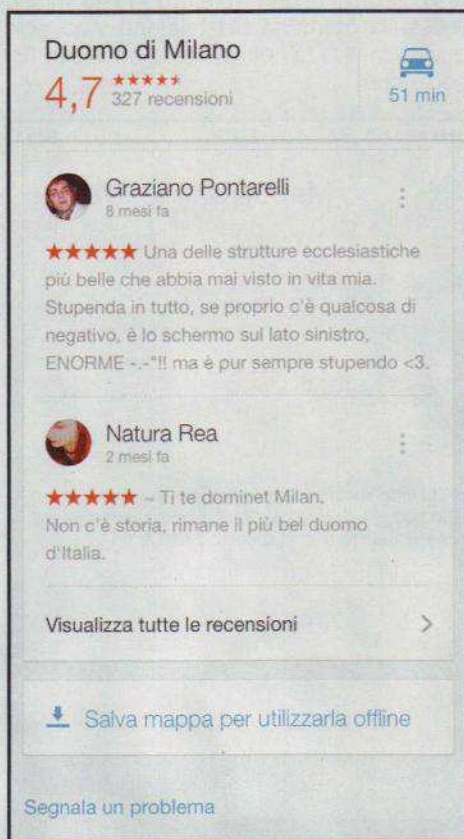 Duomo di Milano
4,7 ★★★★★
327 recensioni
51 min
Graziano Pontarelli
8 mesi fa
★★★★★ Una delle strutture ecclesiastiche
più belle che abbia mai visto in vita mia.
Stupenda in tutto, se proprio c'è qualcosa di
negativo, è lo schermo sul lato sinistro,
ENORME -.-"!! ma è pur sempre stupendo <3.
Natura Rea
2 mesi fa
★★★★★ ~ Ti te dominet Milan.
Non c'è storia, rimane il più bel duomo
d'Italia.
Visualizza tutte le recensioni
Salva mappa per utilizzarla offline
Segnala un problema